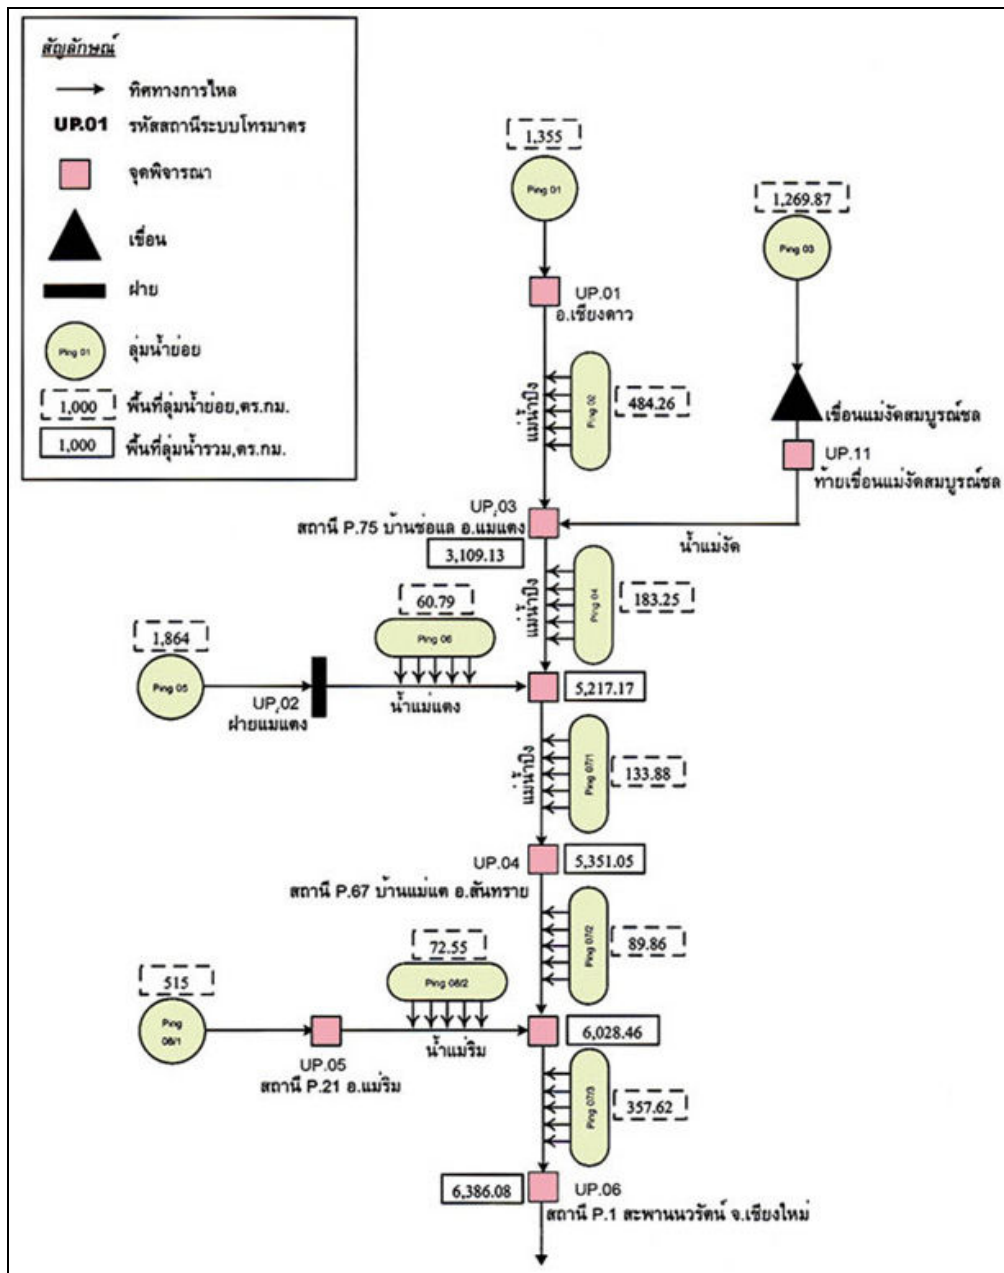 สัญลักษณ์
ทิศทางการไหล
UP.01 รหัสสถานีระบบโทรมาตร
จุดพิจารณา
เขื่อน
ฝาย
Ping 01 ลุ่มน้ำย่อย
1,000 พื้นที่ลุ่มน้ำย่อย,ตร.กม.
1,000 พื้นที่ลุ่มน้ำรวม,ตร.กม.
1,355
Ping 01
1,269.87
Ping 03
UP.01
อ.เชียงดาว
แม่น้ำปิง
Ping 02
484.26
เขื่อนแม่งัดสมบูรณ์ชล
UP.11
ท้ายเขื่อนแม่งัดสมบูรณ์ชล
UP.03
สถานี P.75 บ้านช่อแล อ.แม่แตง
น้ำแม่งัด
3,109.13
แม่น้ำปิง
Ping 04
183.25
60.79
Ping 06
1,864
Ping 05
UP.02
ฝายแม่แตง
น้ำแม่แตง
5,217.17
แม่น้ำปิง
Ping 07/1
133.88
UP.04
5,351.05
สถานี P.67 บ้านแม่แต อ.สันทราย
Ping 07/2
89.86
72.55
Ping 08/2
515
Ping
08/1
UP.05
สถานี P.21 อ.แม่ริม
น้ำแม่ริม
6,028.46
Ping 07/3
357.62
6,386.08
UP.06
สถานี P.1 สะพานนวรัตน์ จ.เชียงใหม่